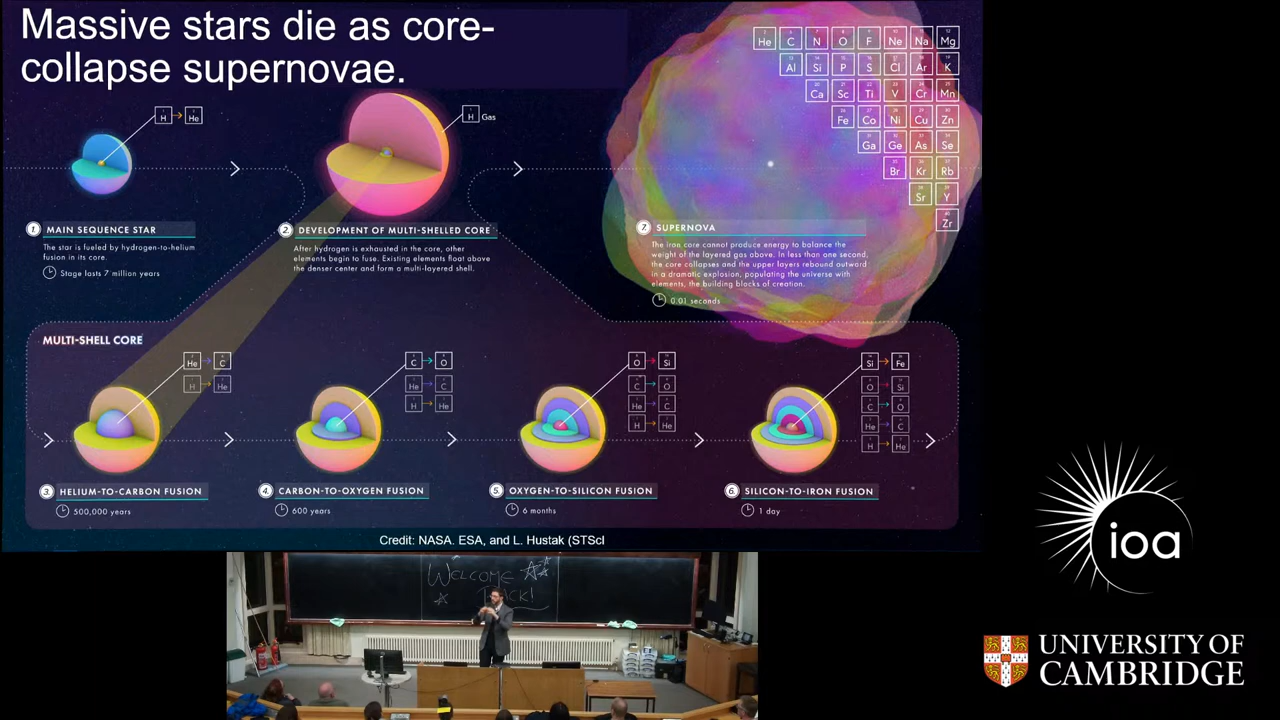 Massive stars die as core-
collapse supernovae.
H → He
H Gas
He C N O F Ne Na Mg
Al Si P S Cl Ar K
Ca Sc Ti V Cr Mn
Fe Co Ni Cu Zn
Ga Ge As Se
Br Kr Rb
Sr Y
Zr
1. MAIN SEQUENCE STAR
The star is fueled by hydrogen-to-helium
fusion in its core.
Stage lasts 7 million years
2. DEVELOPMENT OF MULTI-SHELLED CORE
After hydrogen is exhausted in the core, other
elements begin to fuse. Existing elements float above
the denser center and form a multi-layered shell.
7. SUPERNOVA
The iron core cannot produce energy to balance the
weight of the layered gas above. In less than one second,
the core collapses and the upper layers rebound outward
in a dramatic explosion, populating the universe with
elements, the building blocks of creation.
0.01 seconds
MULTI-SHELL CORE
He → C
H → He
C → O
He → C
H → He
O → Si
C → O
He → C
H → He
Si → Fe
O → Si
C → O
He → C
H → He
3. HELIUM-TO-CARBON FUSION
500,000 years
4. CARBON-TO-OXYGEN FUSION
600 years
5. OXYGEN-TO-SILICON FUSION
6 months
6. SILICON-TO-IRON FUSION
1 day
Credit: NASA. ESA, and L. Hustak (STScI
WELCOME
BACK!
ioa
UNIVERSITY OF
CAMBRIDGE